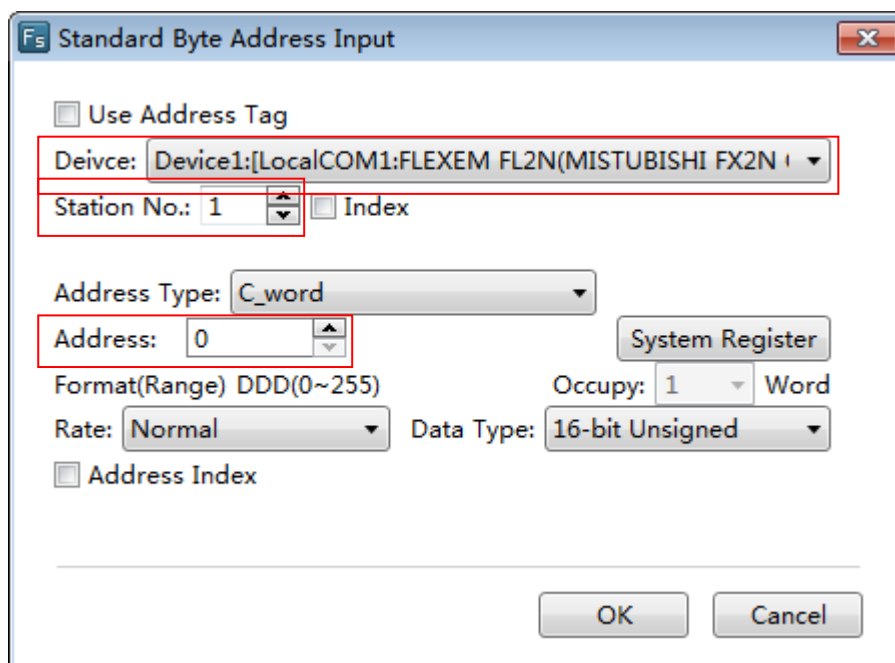 Fs Standard Byte Address Input
Use Address Tag
Deivce: Device1:[LocalCOM1:FLEXEM FL2N(MISTUBISHI FX2N
Station No.: 1 Index
Address Type: C_word
Address: 0 System Register
Format(Range) DDD(0~255) Occupy: 1 Word
Rate: Normal Data Type: 16-bit Unsigned
Address Index
OK Cancel